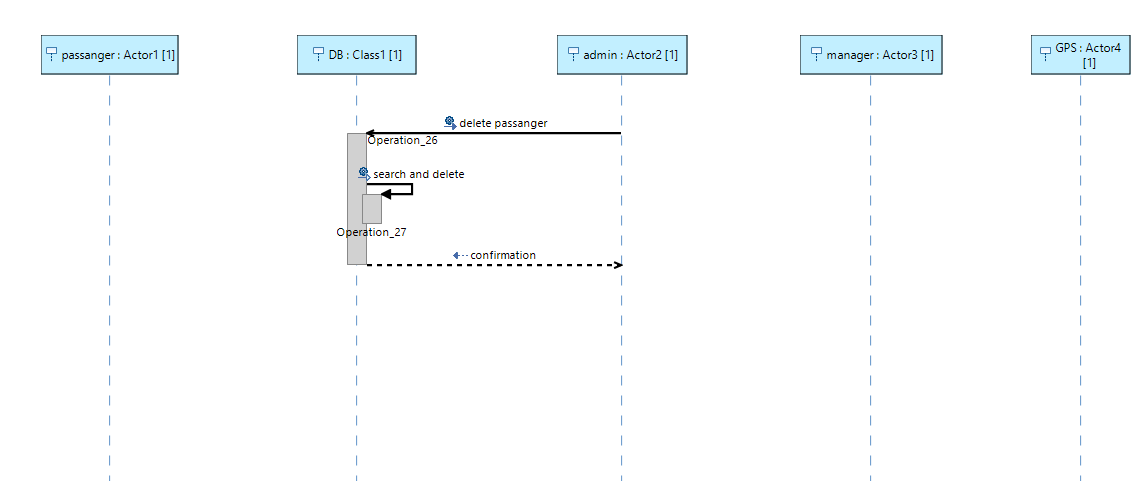 passanger : Actor1 [1]
DB : Class1 [1]
admin : Actor2 [1]
manager : Actor3 [1]
GPS : Actor4
[1]
delete passanger
Operation_26
search and delete
Operation_27
confirmation